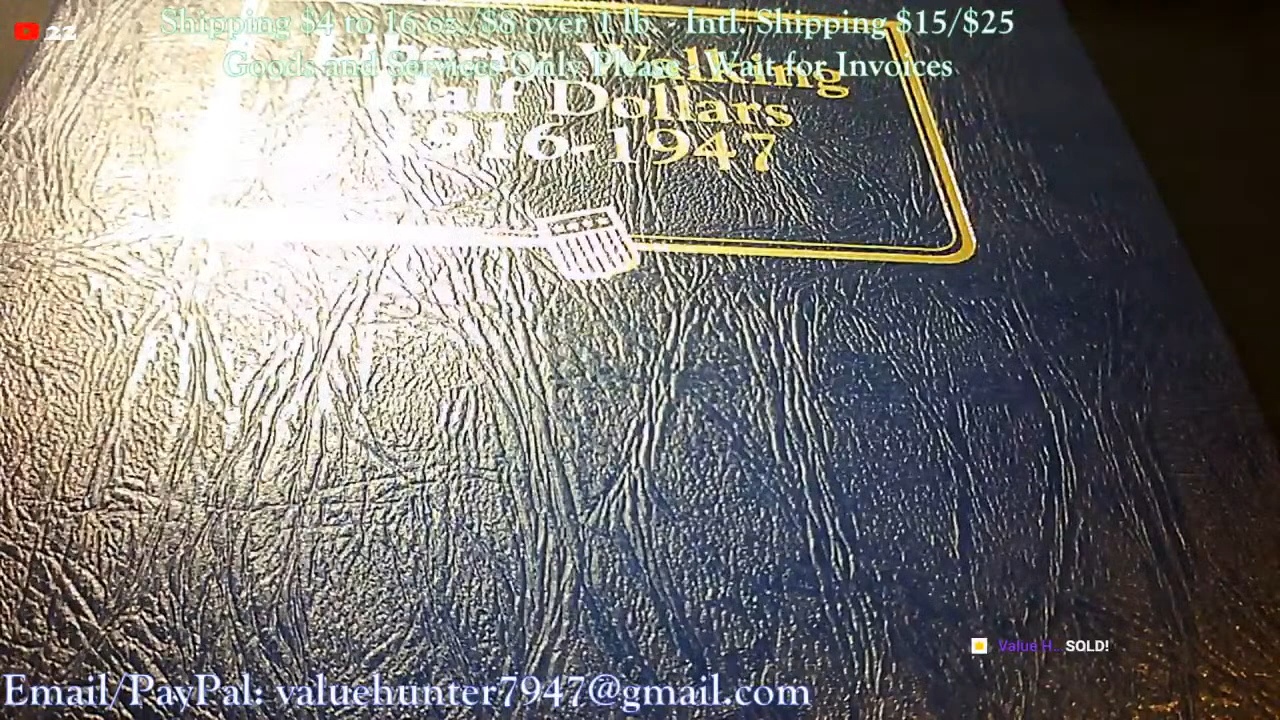 22
Shipping $4 to 16 oz./$8 over 1 lb. - Intl. Shipping $15/$25
Goods and Services Only Please - Wait for Invoices
Liberty Walking
Half Dollars
1916-1947
Value H... SOLD!
Email/PayPal: valuehunter7947@gmail.com